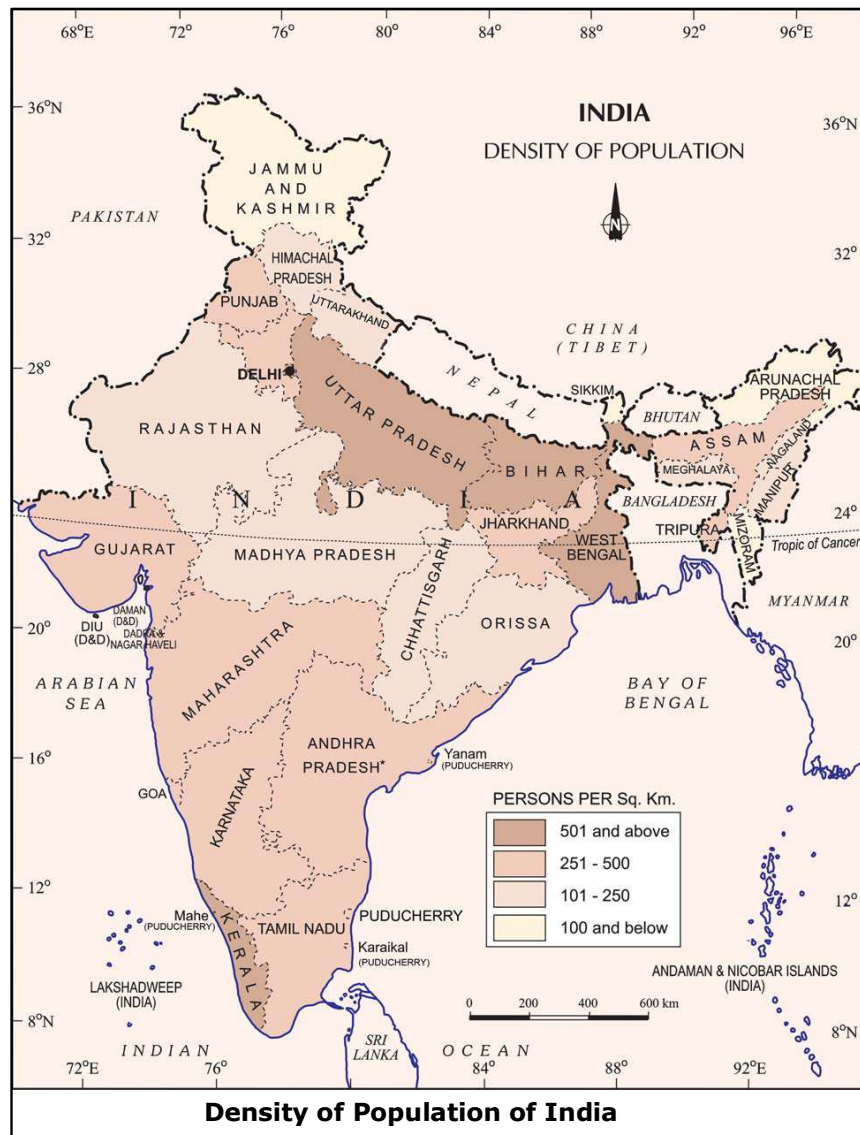 68°E
72°
76°
80°
84°
88°
92°
96°E
36°N
36°N
INDIA
DENSITY OF POPULATION
N
JAMMU
AND
KASHMIR
PAKISTAN
32°
32°
HIMACHAL
PRADESH
PUNJAB
UTTARAKHAND
CHINA
(TIBET)
28°
DELHI
NEPAL
SIKKIM
BHUTAN
ARUNACHAL
PRADESH
28°
RAJASTHAN
UTTAR PRADESH
BIHAR
ASSAM
NAGALAND
MEGHALAYA
MANIPUR
24°
I N D I A
BANGLADESH
24°
GUJARAT
MADHYA PRADESH
JHARKHAND
WEST
BENGAL
TRIPURA
MIZORAM
Tropic of Cancer
CHHATTISGARH
MYANMAR
DAMAN
(D&D)
DIU
(D&D)
DADRA &
NAGAR HAVELI
20°
ORISSA
20°
MAHARASHTRA
ARABIAN
SEA
BAY OF
BENGAL
ANDHRA
PRADESH*
Yanam
(PUDUCHERRY)
16°
16°
GOA
KARNATAKA
PERSONS PER Sq. Km.
501 and above
251 - 500
101 - 250
100 and below
12°
12°
Mahe
(PUDUCHERRY)
KERALA
TAMIL NADU
PUDUCHERRY
Karaikal
(PUDUCHERRY)
LAKSHADWEEP
(INDIA)
ANDAMAN & NICOBAR ISLANDS
(INDIA)
0 200 400 600 km
8°N
8°N
INDIAN
SRI
LANKA
OCEAN
72°E
76°
80°
84°
88°
92°E
Density of Population of India